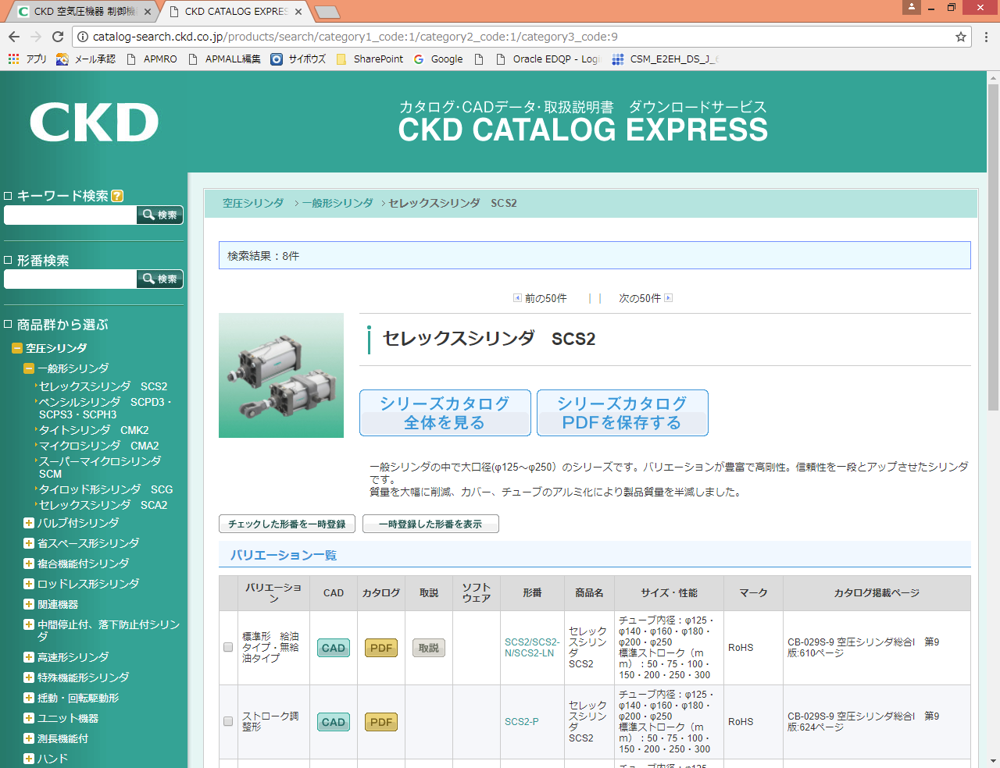 CKD 空気圧機器 制御機
CKD CATALOG EXPRES
catalog-search.ckd.co.jp/products/search/category1_code:1/category2_code:1/category3_code:9
アプリ メール承認 APMRO APMALL編集 サイボウズ SharePoint Google Oracle EDQP - Logi CSM_E2EH_DS_J_6
CKD
カタログ･CADデータ･取扱説明書 ダウンロードサービス
CKD CATALOG EXPRESS
キーワード検索 ?
検索
形番検索
検索
商品群から選ぶ
空圧シリンダ
一般形シリンダ
セレックスシリンダ SCS2
ペンシルシリンダ SCPD3・
SCPS3・SCPH3
タイトシリンダ CMK2
マイクロシリンダ CMA2
スーパーマイクロシリンダ
SCM
タイロッド形シリンダ SCG
セレックスシリンダ SCA2
バルブ付シリンダ
省スペース形シリンダ
複合機能付シリンダ
ロッドレス形シリンダ
関連機器
中間停止付、落下防止付シリン
ダ
高速形シリンダ
特殊機能形シリンダ
揺動・回転駆動形
ユニット機器
測長機能付
ハンド
空圧シリンダ > 一般形シリンダ > セレックスシリンダ SCS2
検索結果：8件
前の50件 | | 次の50件
セレックスシリンダ SCS2
シリーズカタログ
全体を見る
シリーズカタログ
PDFを保存する
一般シリンダの中で大口径(φ125～φ250）のシリーズです。バリエーションが豊富で高剛性。信頼性を一段とアップさせたシリンダ
です。
質量を大幅に削減、カバー、チューブのアルミ化により製品質量を半減しました。
チェックした形番を一時登録 一時登録した形番を表示
バリエーション一覧
バリエーショ
ン
CAD
カタログ
取説
ソフト
ウェア
形番
商品名
サイズ・性能
マーク
カタログ掲載ページ
標準形 給油
タイプ・無給
油タイプ
CAD
PDF
取説
SCS2/SCS2-
N/SCS2-LN
セレック
スシリン
ダ
SCS2
チューブ内径：φ125・
φ140・φ160・φ180・
φ200・φ250
標準ストローク（m
m）：50・75・100・
150・200・250・300
RoHS
CB-029S-9 空圧シリンダ総合Ⅰ 第9
版:610ページ
ストローク調
整形
CAD
PDF
SCS2-P
セレック
スシリン
ダ
SCS2
チューブ内径：φ125・
φ140・φ160・φ180・
φ200・φ250
標準ストローク（m
m）：50・75・100・
150・200・250・300
RoHS
CB-029S-9 空圧シリンダ総合Ⅰ 第9
版:624ページ
チューブ内径：φ125・